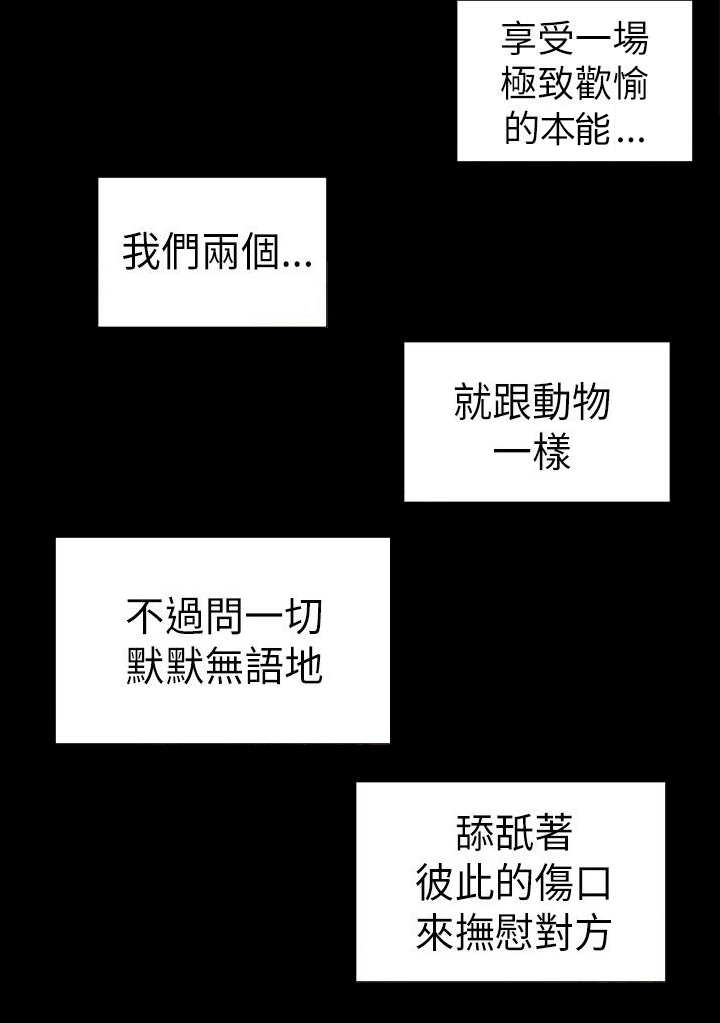 享受一場
極致歡愉
的本能...
我們兩個...
就跟動物
一樣
不過問一切
默默無語地
舔舐著
彼此的傷口
來撫慰對方